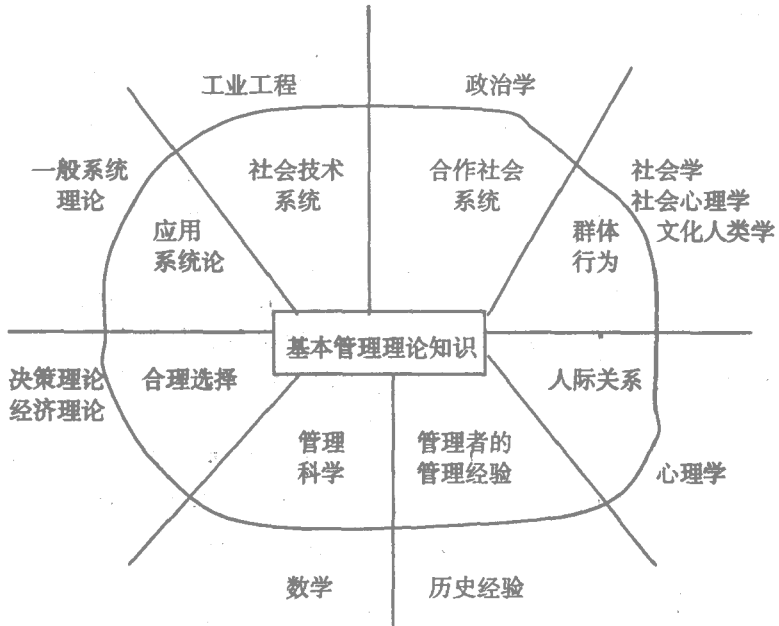 工业工程
政治学
一般系统
理论
社会技术
系统
合作社会
系统
社会学
社会心理学
文化人类学
应用
系统论
群体
行为
基本管理理论知识
决策理论
经济理论
合理选择
人际关系
管理
科学
管理者的
管理经验
心理学
数学
历史经验